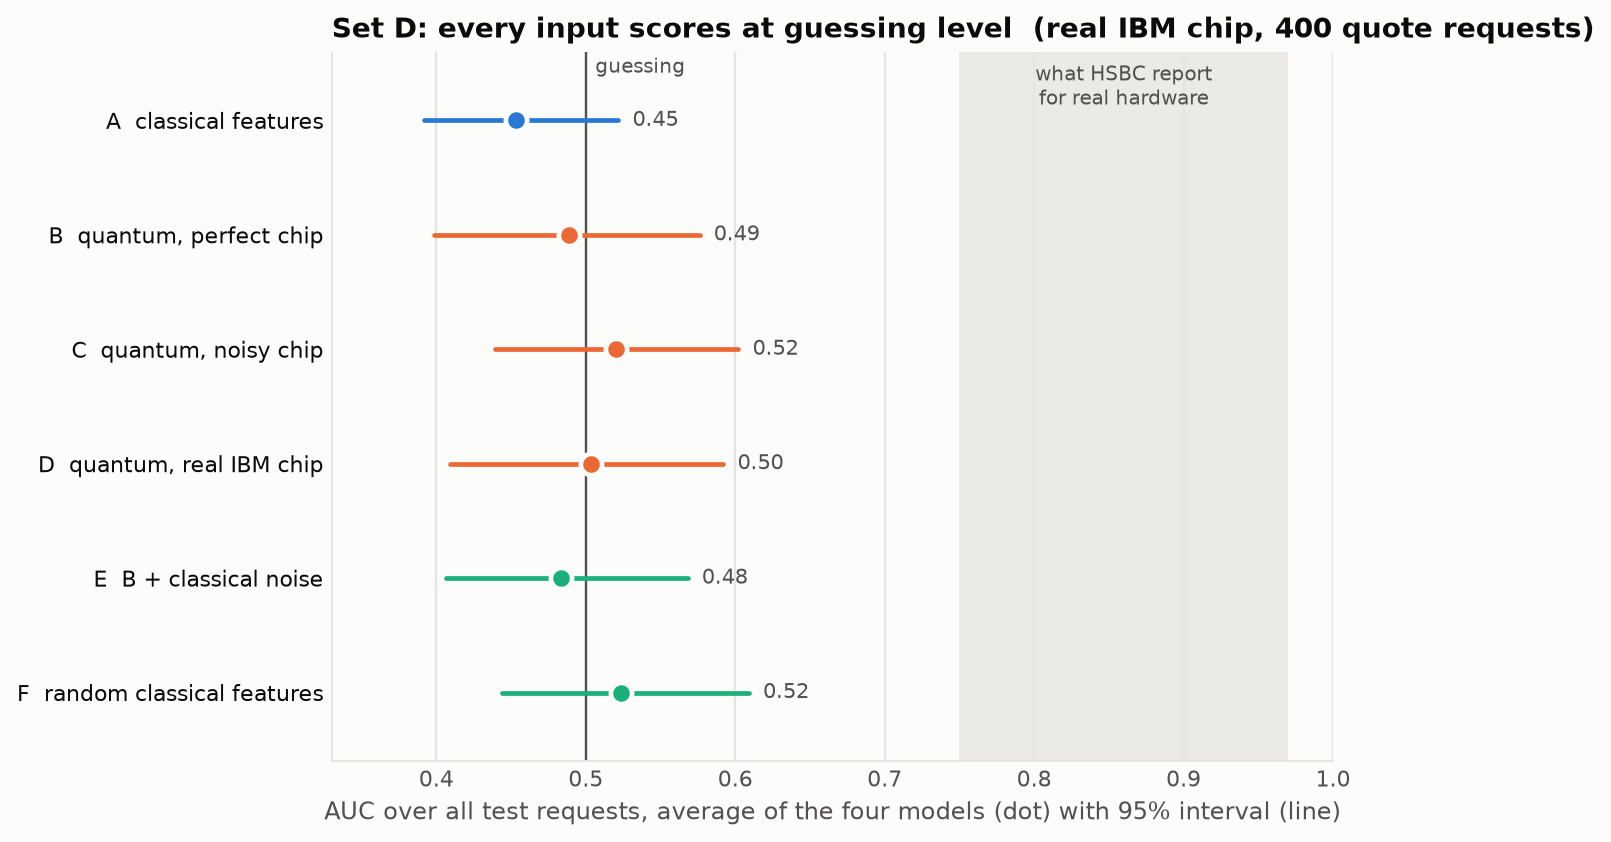 Set D: every input scores at guessing level (real IBM chip, 400 quote requests)
guessing
what HSBC report
for real hardware
A classical features
0.45
B quantum, perfect chip
0.49
C quantum, noisy chip
0.52
D quantum, real IBM chip
0.50
E B + classical noise
0.48
F random classical features
0.52
0.4 0.5 0.6 0.7 0.8 0.9 1.0
AUC over all test requests, average of the four models (dot) with 95% interval (line)